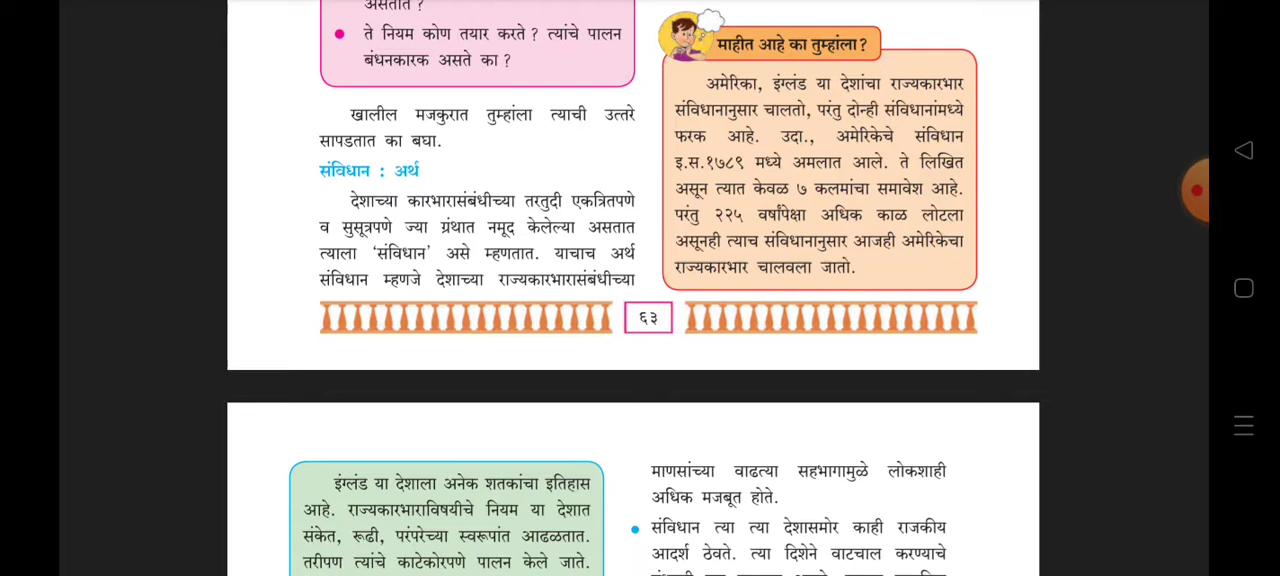 असतात ?
ते नियम कोण तयार करते ? त्यांचे पालन
बंधनकारक असते का ?
खालील मजकुरात तुम्हांला त्याची उत्तरे
सापडतात का बघा.
संविधान : अर्थ
देशाच्या कारभारासंबंधीच्या तरतुदी एकत्रितपणे
व सुसूत्रपणे ज्या ग्रंथात नमूद केलेल्या असतात
त्याला ‘संविधान’ असे म्हणतात. याचाच अर्थ
संविधान म्हणजे देशाच्या राज्यकारभारासंबंधीच्या
माहीत आहे का तुम्हांला ?
अमेरिका, इंग्लंड या देशांचा राज्यकारभार
संविधानानुसार चालतो, परंतु दोन्ही संविधानांमध्ये
फरक आहे. उदा., अमेरिकेचे संविधान
इ.स.१७८९ मध्ये अमलात आले. ते लिखित
असून त्यात केवळ ७ कलमांचा समावेश आहे.
परंतु २२५ वर्षांपेक्षा अधिक काळ लोटला
असूनही त्याच संविधानानुसार आजही अमेरिकेचा
राज्यकारभार चालवला जातो.
६३
इंग्लंड या देशाला अनेक शतकांचा इतिहास
आहे. राज्यकारभाराविषयीचे नियम या देशात
संकेत, रूढी, परंपरेच्या स्वरूपांत आढळतात.
तरीपण त्यांचे काटेकोरपणे पालन केले जाते.
माणसांच्या वाढत्या सहभागामुळे लोकशाही
अधिक मजबूत होते.
संविधान त्या त्या देशासमोर काही राजकीय
आदर्श ठेवते. त्या दिशेने वाटचाल करण्याचे